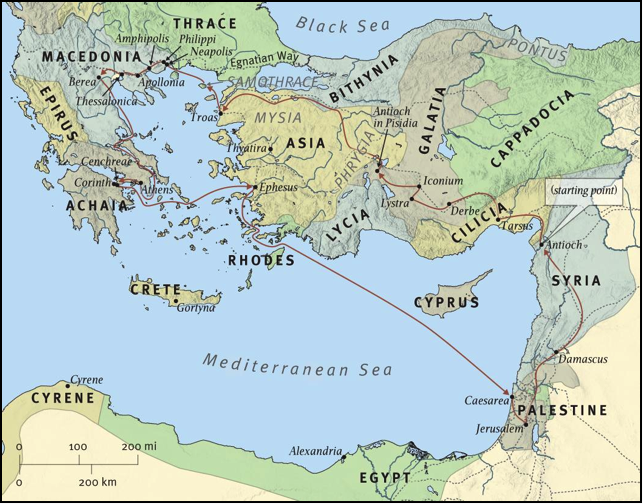 Black Sea
THRACE
Amphipolis
Philippi
Neapolis
MACEDONIA
Egnatian Way
PONTUS
Berea
Apollonia
SAMOTHRACE
BITHYNIA
Thessalonica
EPIRUS
Troas
MYSIA
Antioch
in Pisidia
GALATIA
CAPPADOCIA
Thyatira
ASIA
PHRYGIA
Cenchreae
Corinth
Athens
Ephesus
Iconium
(starting point)
ACHAIA
Lystra
Derbe
LYCIA
CILICIA
Tarsus
Antioch
RHODES
SYRIA
CRETE
Gortyna
CYPRUS
Mediterranean Sea
Damascus
Cyrene
CYRENE
Caesarea
PALESTINE
Jerusalem
0 100 200 mi
0 200 km
Alexandria
EGYPT